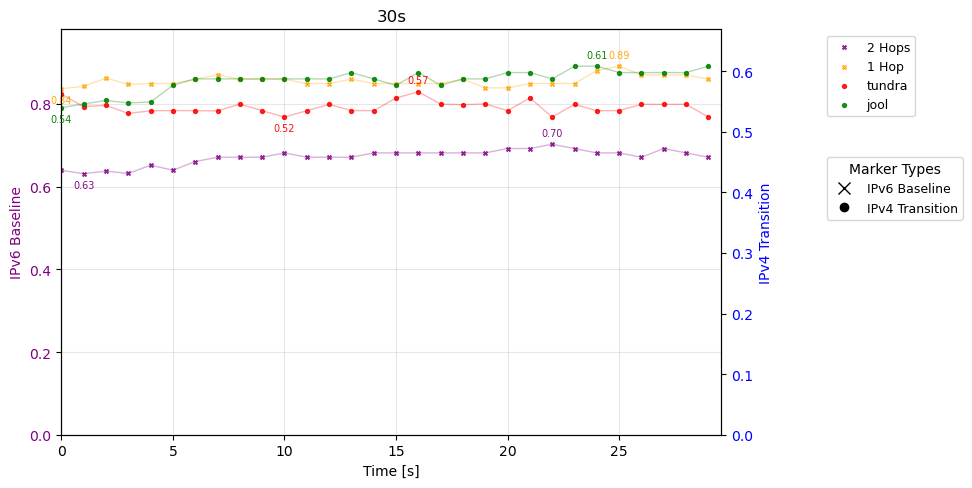 30s
2 Hops
1 Hop
tundra
jool
Marker Types
IPv6 Baseline
IPv4 Transition
IPv6 Baseline
0.0
0.2
0.4
0.6
0.8
IPv4 Transition
0.0
0.1
0.2
0.3
0.4
0.5
0.6
0.54
0.63
0.52
0.57
0.70
0.61
0.89
0
5
10
15
20
25
Time [s]